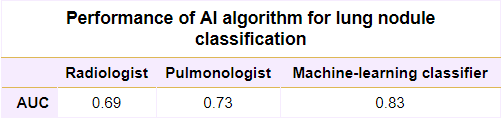 Performance of AI algorithm for lung nodule
classification
Radiologist Pulmonologist Machine-learning classifier
AUC 0.69 0.73 0.83